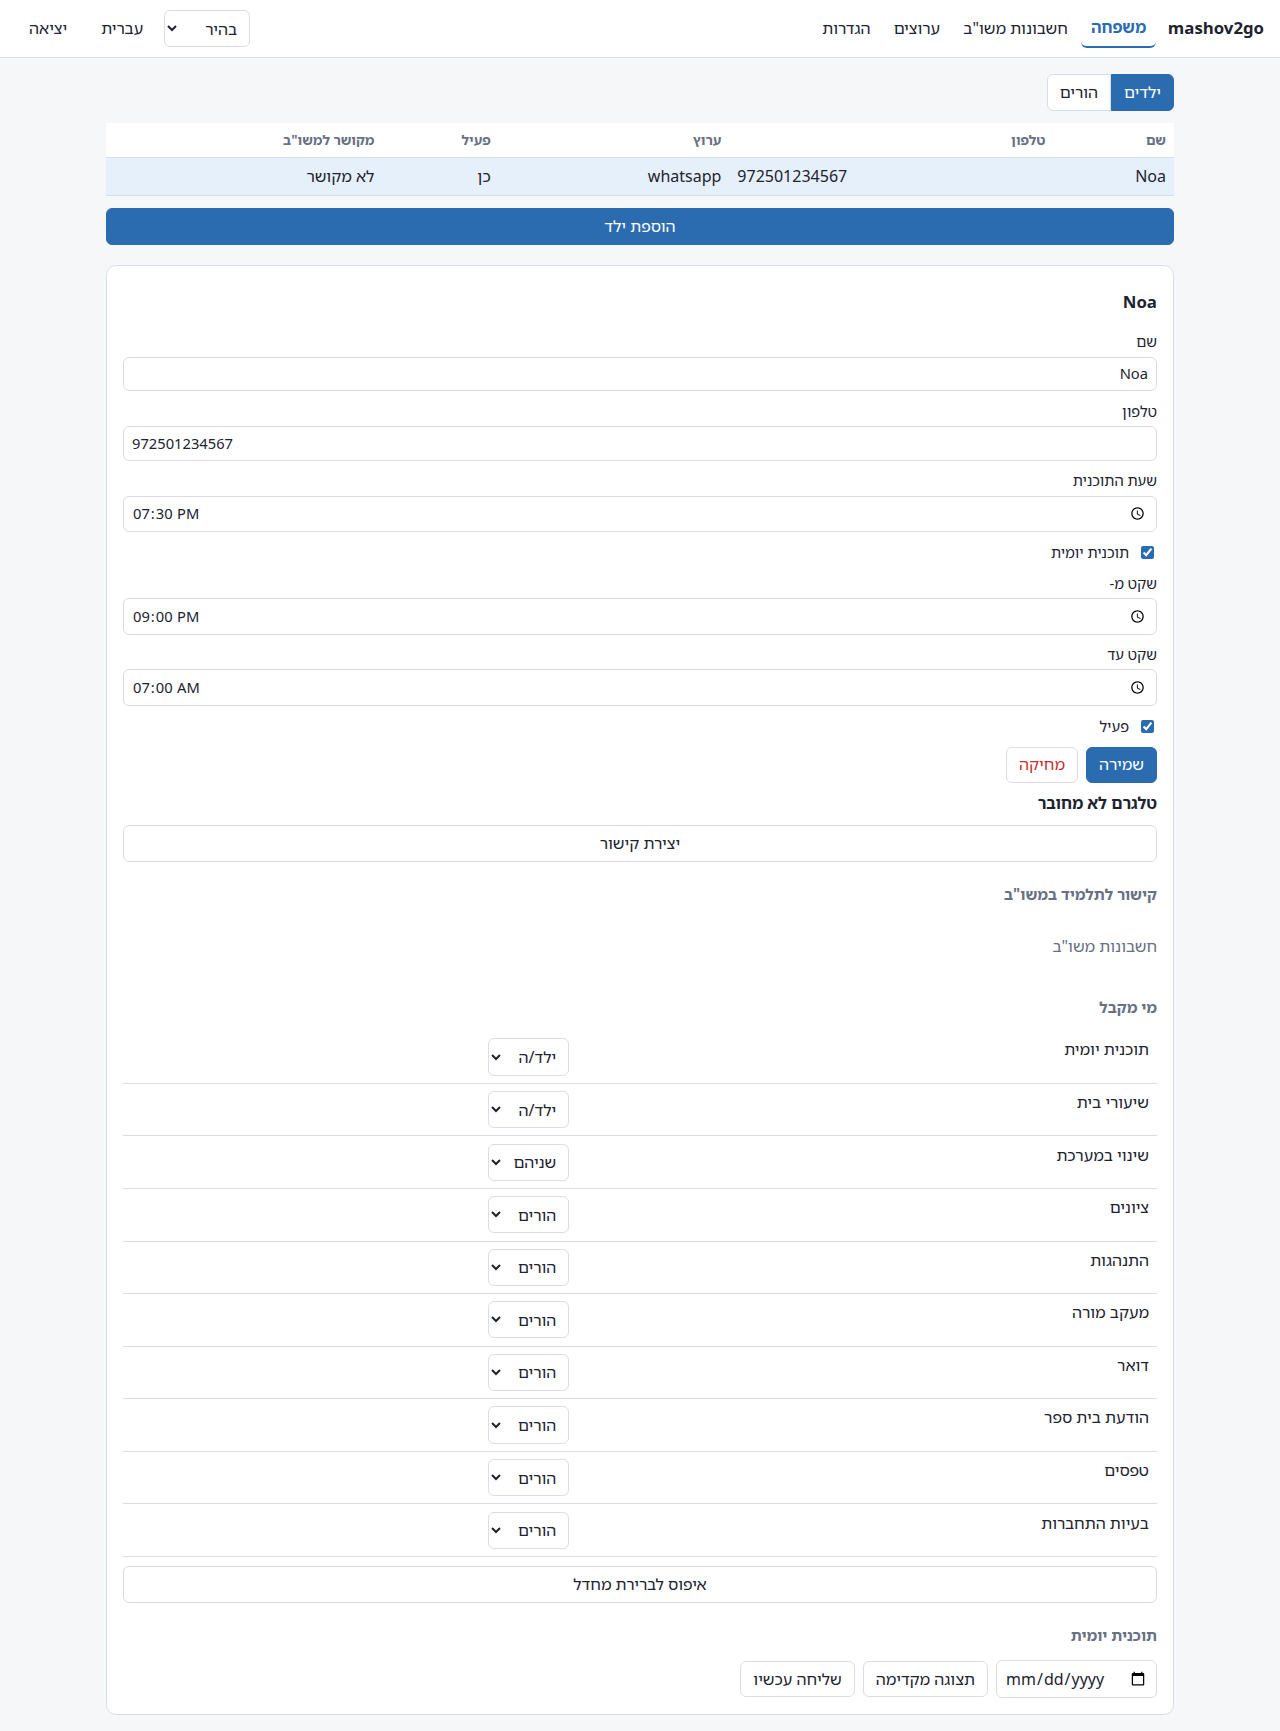 mashov2go משפחה חשבונות משו"ב ערוצים הגדרות בהיר עברית יציאה
ילדים הורים
שם טלפון ערוץ פעיל מקושר למשו"ב
Noa 972501234567 whatsapp כן לא מקושר
הוספת ילד
Noa
שם
Noa
טלפון
972501234567
שעת התוכנית
07:30 PM
תוכנית יומית
שקט מ-
09:00 PM
שקט עד
07:00 AM
פעיל
שמירה מחיקה
טלגרם לא מחובר
יצירת קישור
קישור לתלמיד במשו"ב
חשבונות משו"ב
מי מקבל
תוכנית יומית ילד/ה
שיעורי בית ילד/ה
שינוי במערכת שניהם
ציונים הורים
התנהגות הורים
מעקב מורה הורים
דואר הורים
הודעת בית ספר הורים
טפסים הורים
בעיות התחברות הורים
איפוס לברירת מחדל
תוכנית יומית
mm/dd/yyyy תצוגה מקדימה שליחה עכשיו